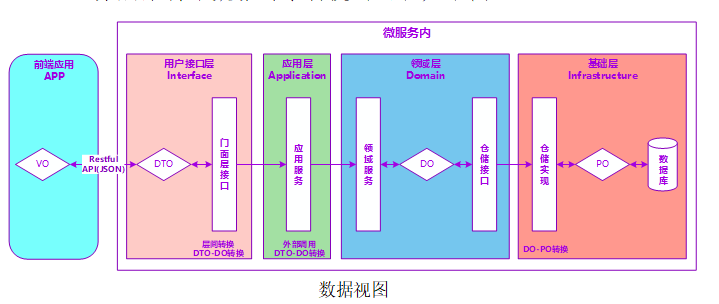 微服务内
前端应用
APP
用户接口层
Interface
应用层
Application
领域层
Domain
基础层
Infrastructure
VO
Restful
API(JSON)
DTO
门面层接口
应用服务
领域服务
DO
仓储接口
仓储实现
PO
数据库
层间转换
DTO-DO转换
外部调用
DTO-DO转换
DO-PO转换
数据视图